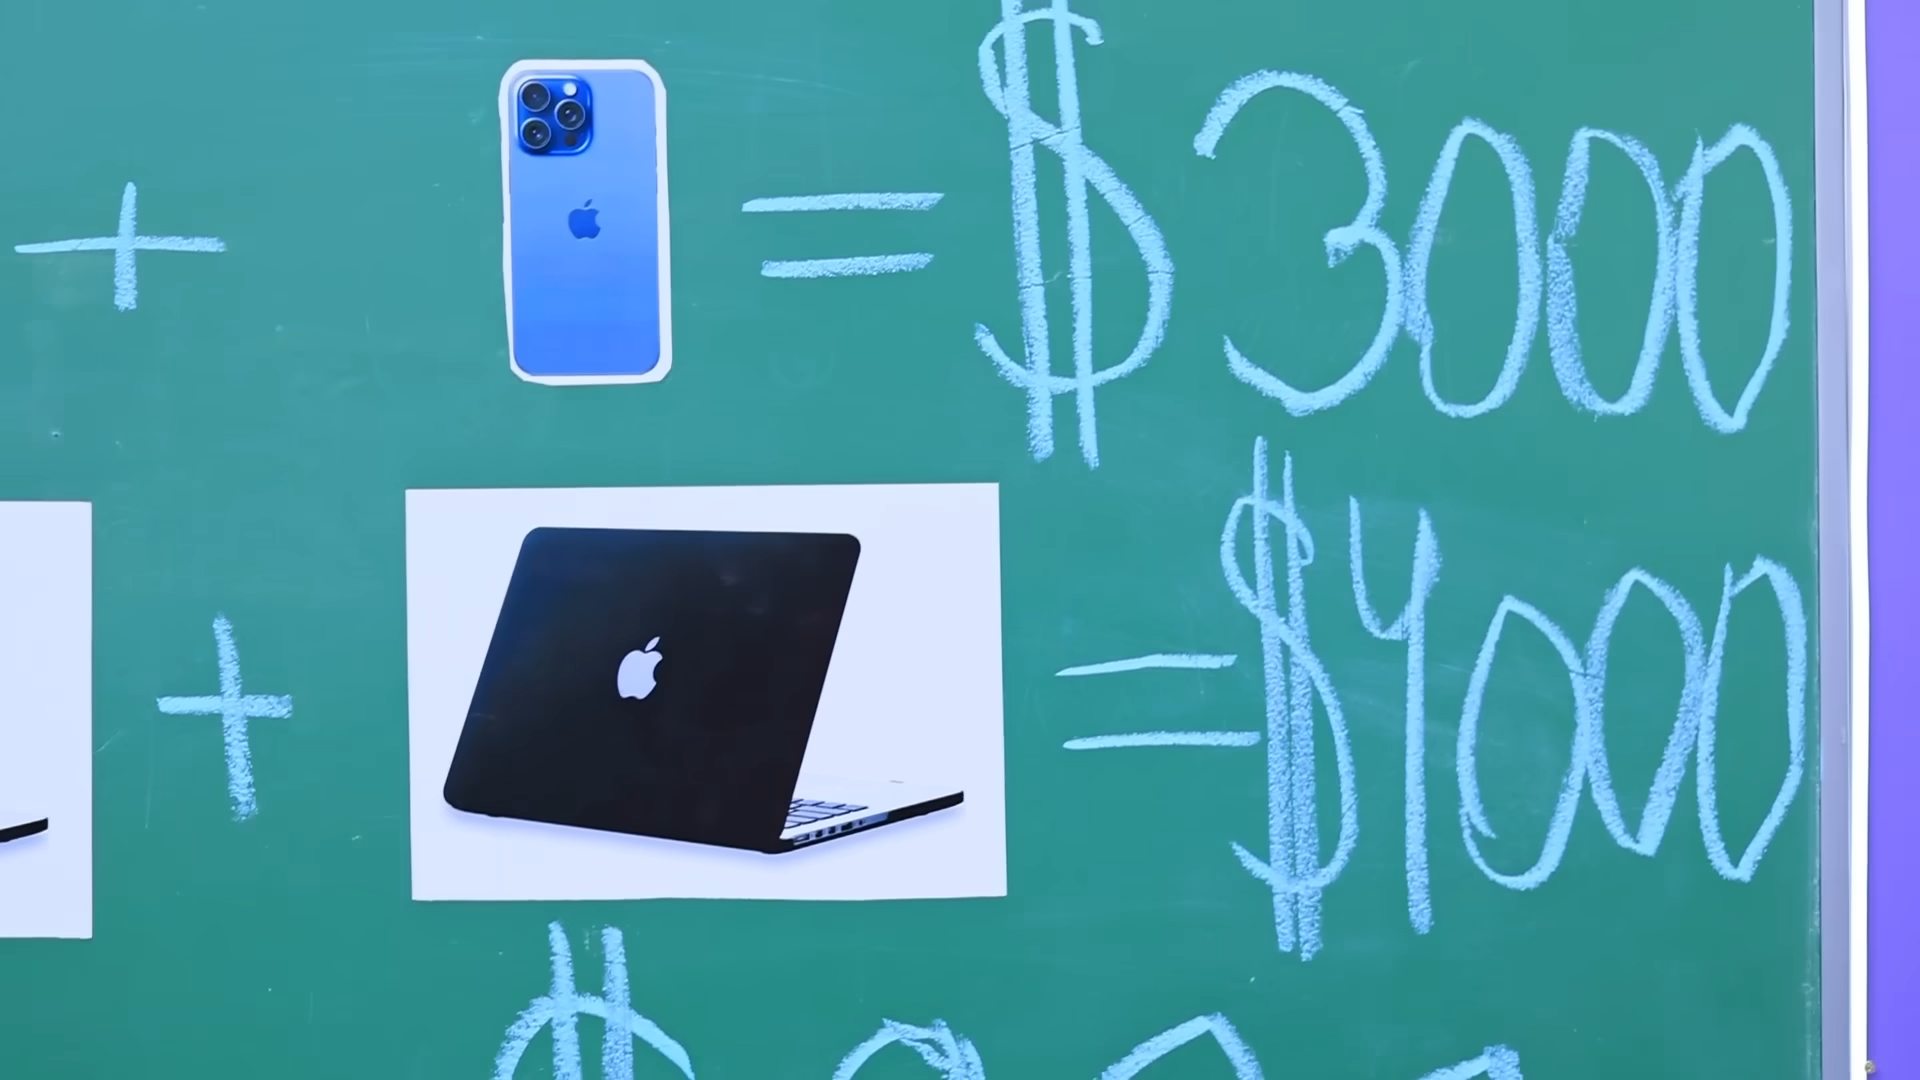 + = $3000
+ = $4000
$